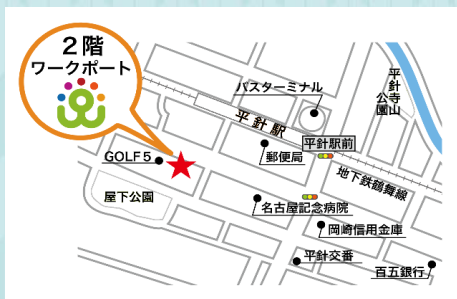 2階
ワークポート
バスターミナル
平針駅
平針駅前
郵便局
平針寺山
公園
地下鉄鶴舞線
GOLF5
屋下公園
名古屋記念病院
岡崎信用金庫
平針交番
百五銀行